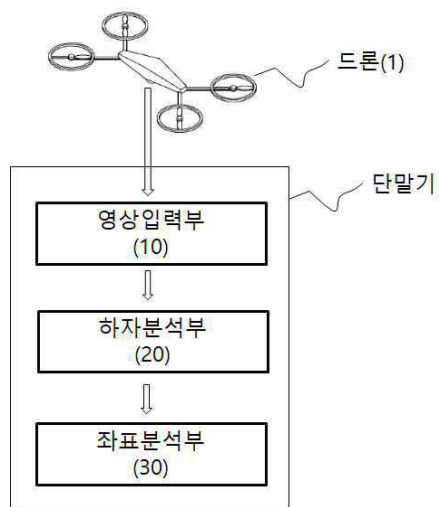 드론(1)
단말기
영상입력부
(10)
하자분석부
(20)
좌표분석부
(30)